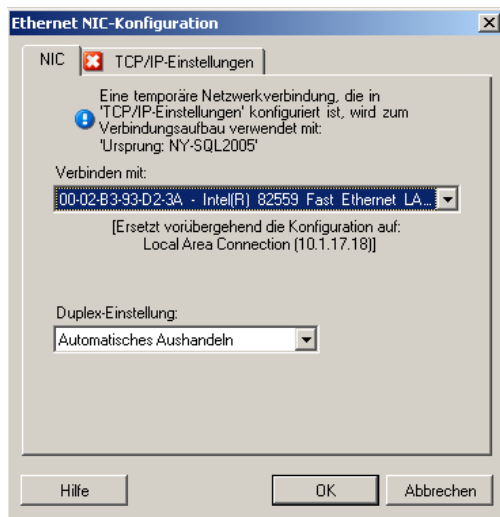 Ethernet NIC-Konfiguration
NIC
TCP/IP-Einstellungen
Eine temporäre Netzwerkverbindung, die in
'TCP/IP-Einstellungen' konfiguriert ist, wird zum
Verbindungsaufbau verwendet mit:
'Ursprung: NY-SQL2005'
Verbinden mit:
00-02-B3-93-D2-3A - Intel(R) 82559 Fast Ethernet LA...
[Ersetzt vorübergehend die Konfiguration auf:
Local Area Connection (10.1.17.18)]
Duplex-Einstellung:
Automatisches Aushandeln
Hilfe
OK
Abbrechen